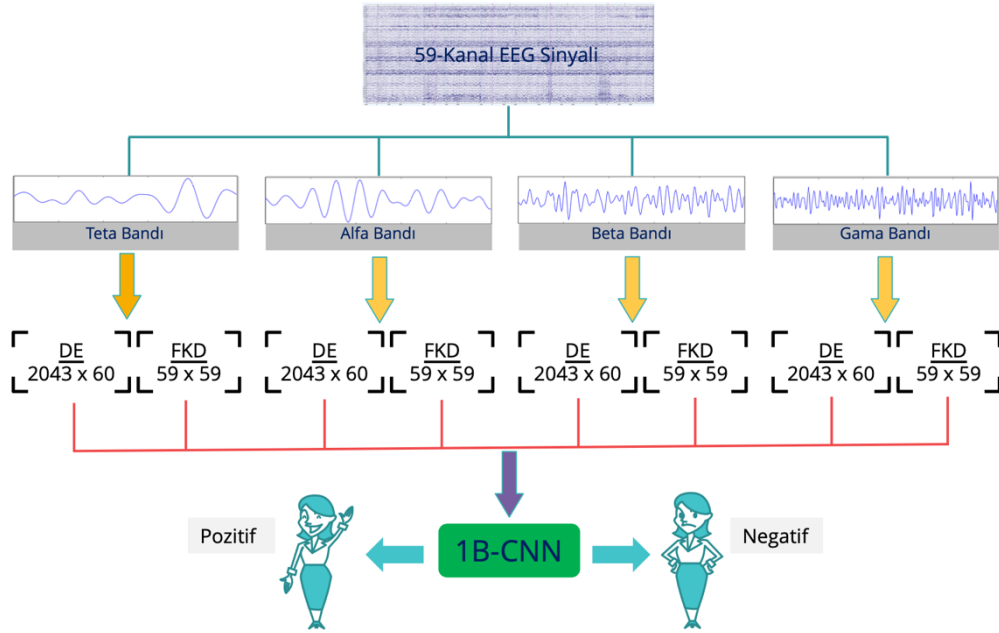 59-Kanal EEG Sinyali
Teta Bandı
Alfa Bandı
Beta Bandı
Gama Bandı
DE
2043 x 60
FKD
59 x 59
DE
2043 x 60
FKD
59 x 59
DE
2043 x 60
FKD
59 x 59
DE
2043 x 60
FKD
59 x 59
Pozitif
1B-CNN
Negatif